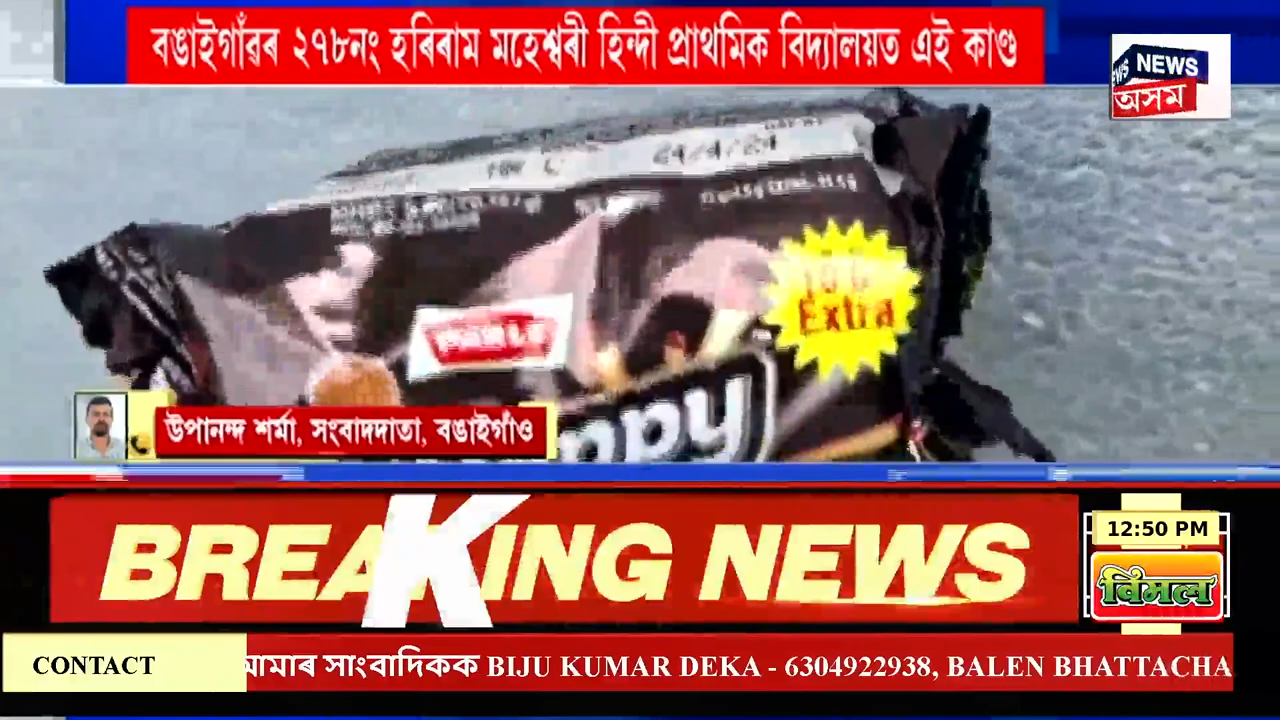 বঙাইগাঁৱৰ ২৭৮নং হৰিৰাম মহেশ্বৰী হিন্দী প্ৰাথমিক বিদ্যালয়ত এই কাণ্ড
NEWS
অসম
Extra
উপানন্দ শৰ্মা, সংবাদদাতা, বঙাইগাঁও
BREAKING NEWS
12:50 PM
विमल
CONTACT
আমাৰ সাংবাদিকক BIJU KUMAR DEKA - 6304922938, BALEN BHATTACHA